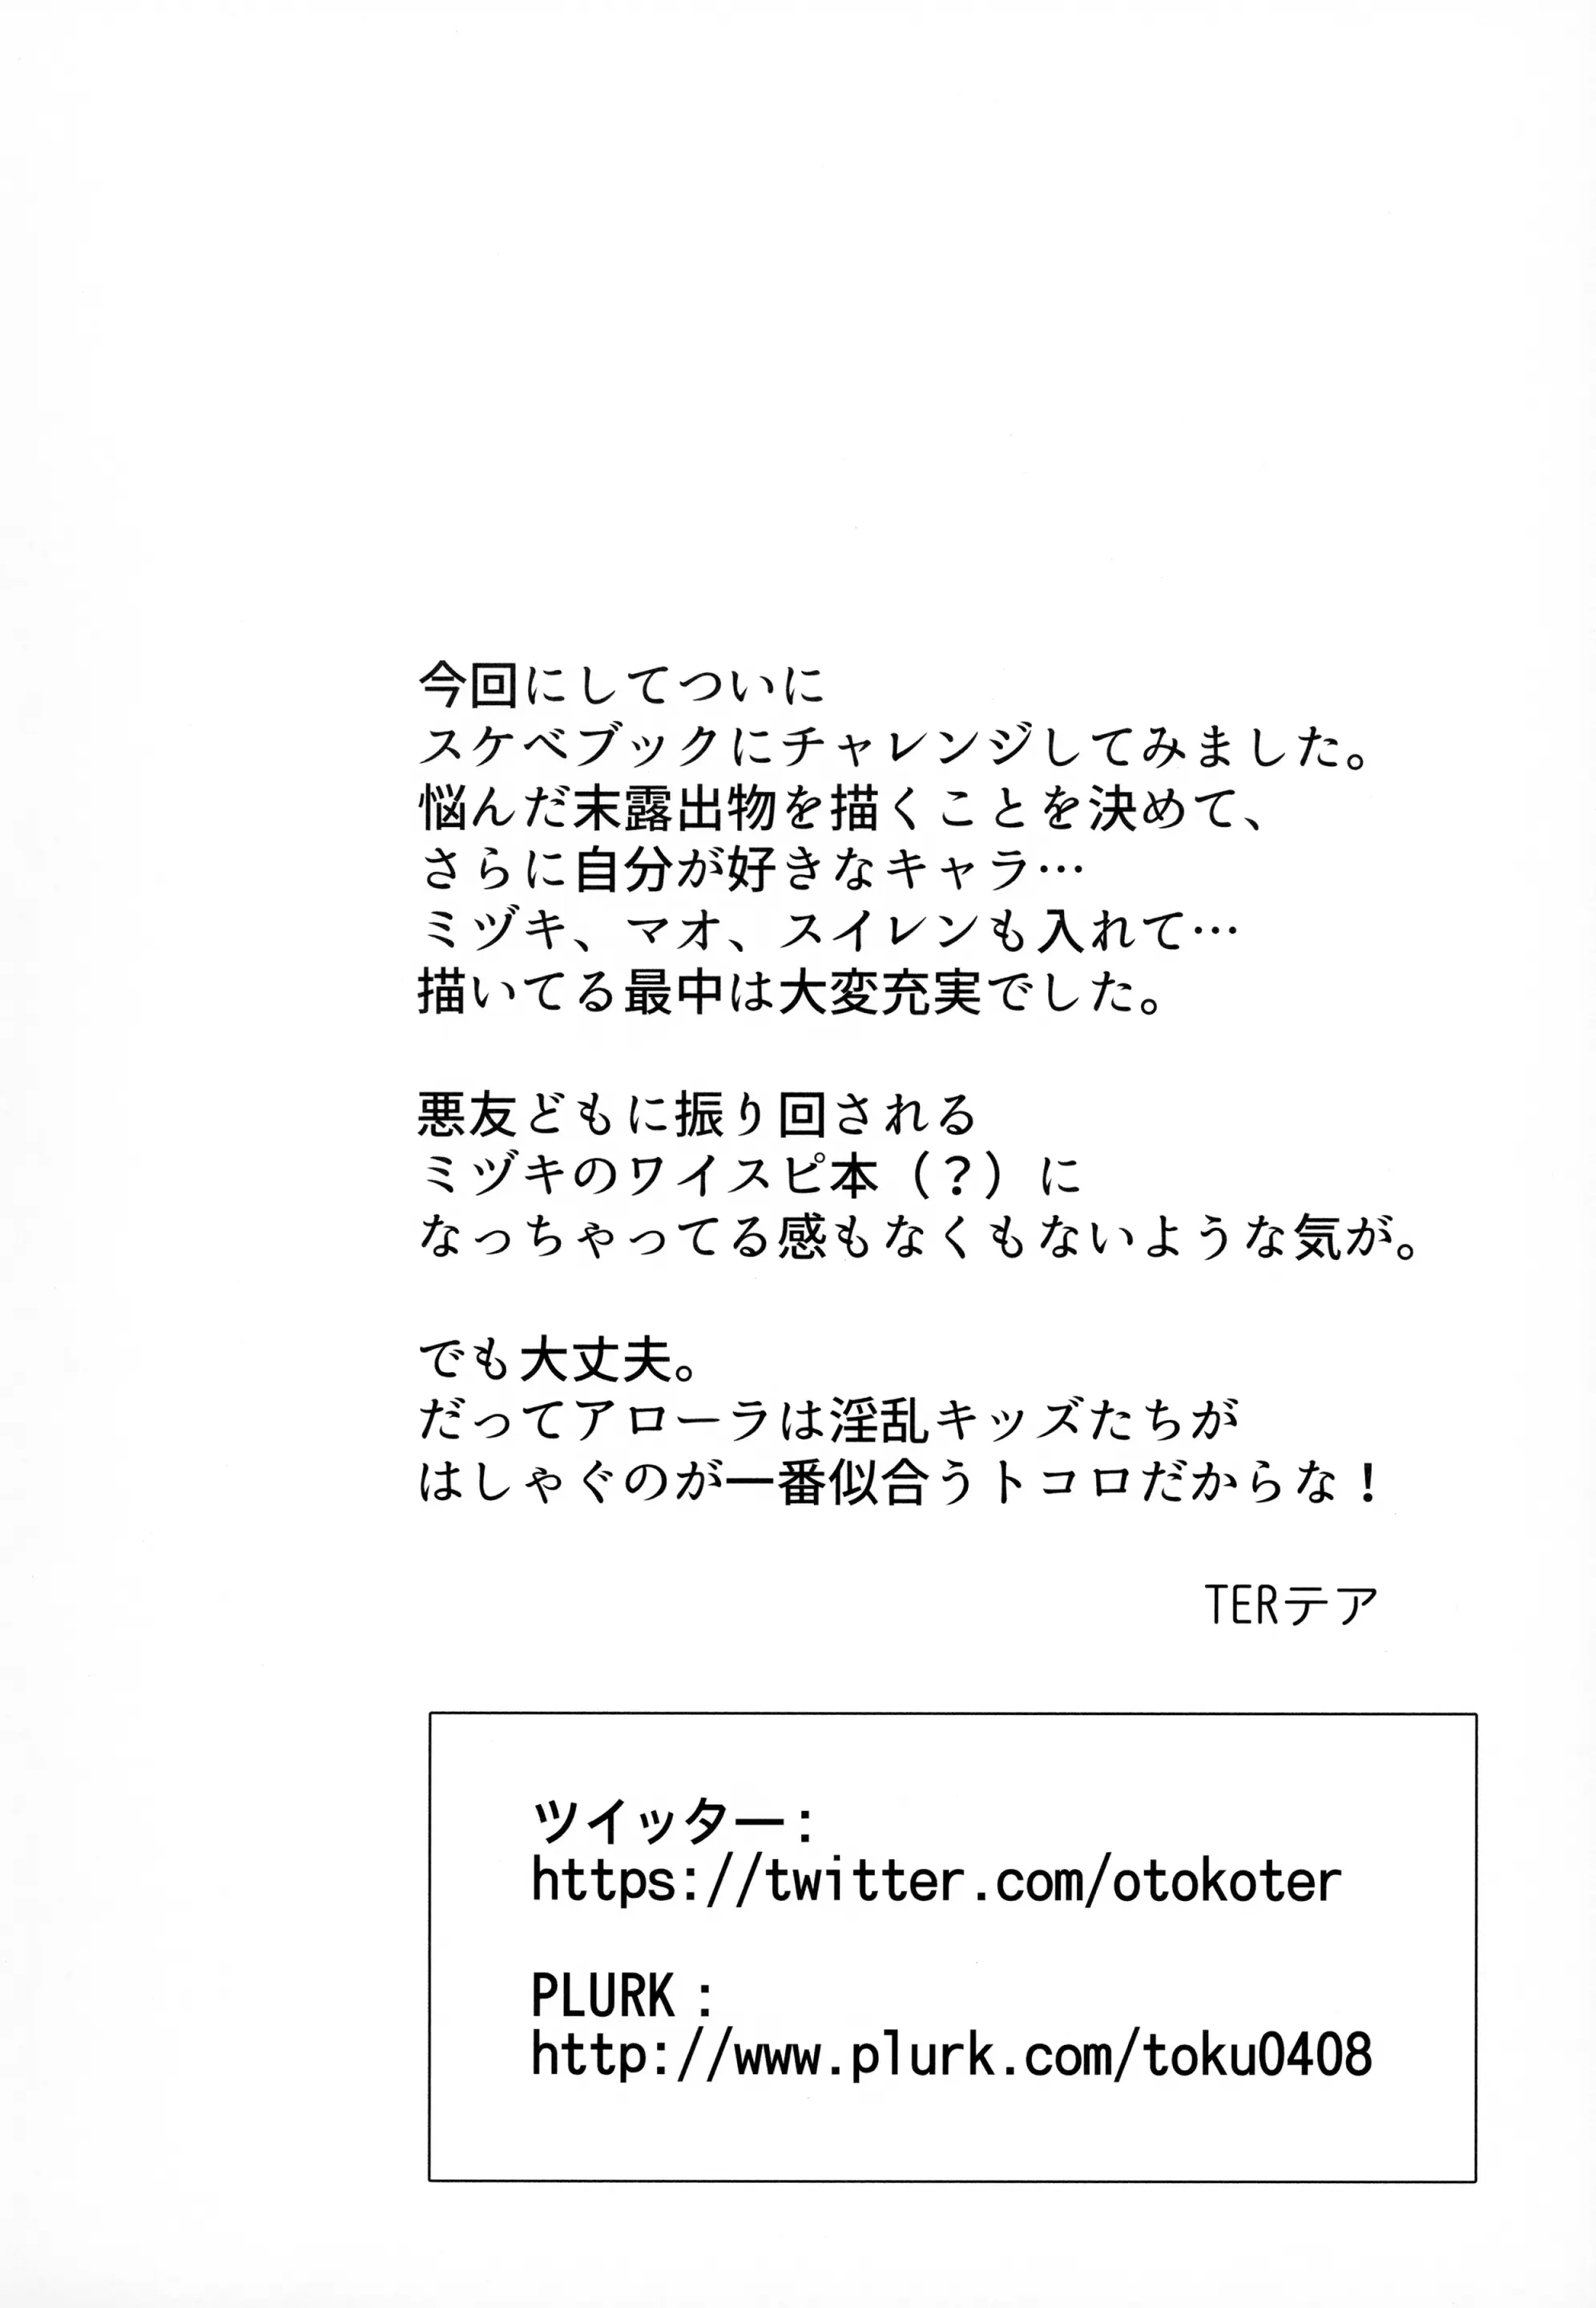 今回にしてついに
スケベブックにチャレンジしてみました。
悩んだ末露出物を描くことを決めて、
さらに自分が好きなキャラ…
ミヅキ、マオ、スイレンも入れて…
描いてる最中は大変充実でした。
悪友どもに振り回される
ミヅキのワイスピ本（？）に
なっちゃってる感もなくもないような気が。
でも大丈夫。
だってアローラは淫乱キッズたちが
はしゃぐのが一番似合うトコロだからな！
TERテア
ツイッター：
https://twitter.com/otokoter
PLURK：
http://www.plurk.com/toku0408